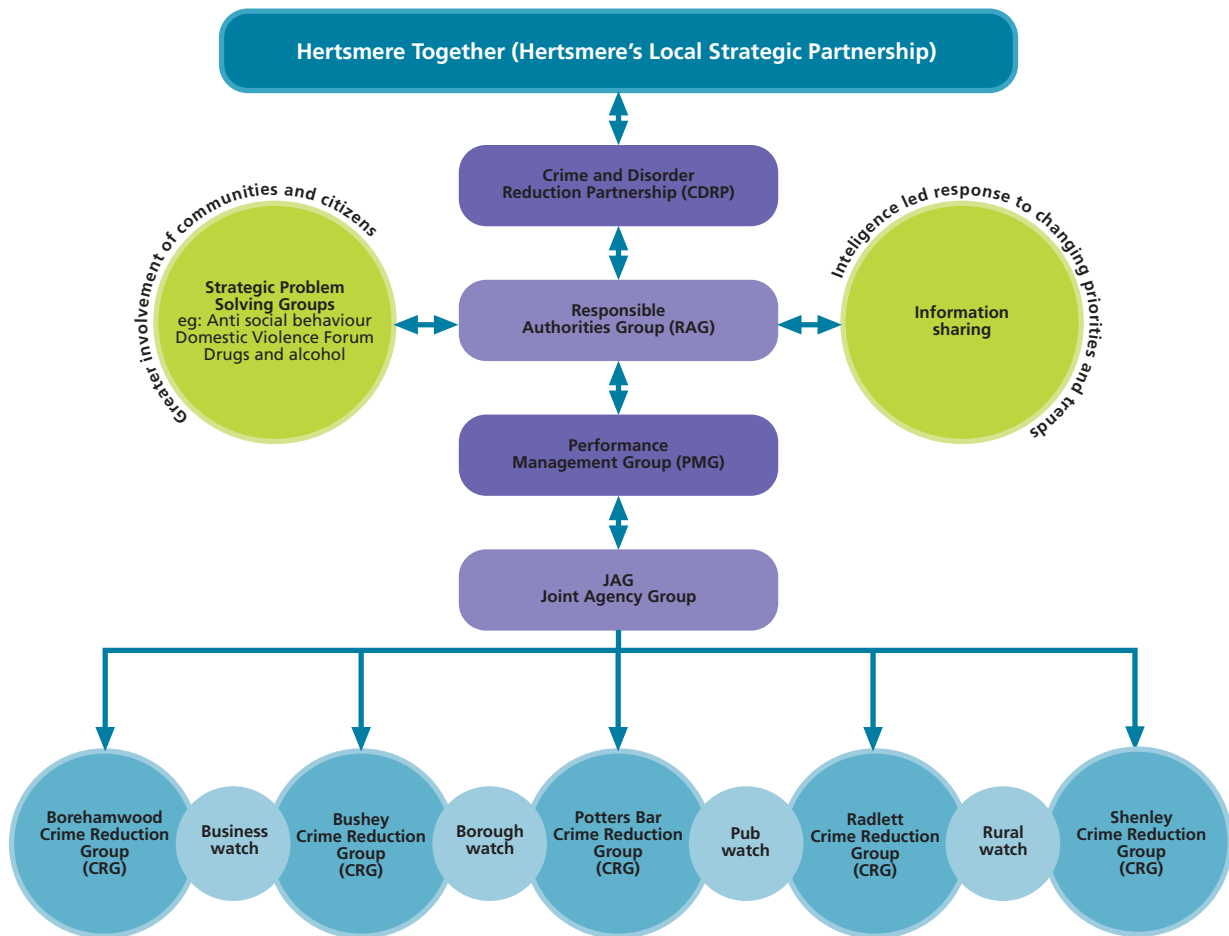 Hertsmere Together (Hertsmere’s Local Strategic Partnership)
Crime and Disorder
Reduction Partnership (CDRP)
Greater involvement of communities and citizens
Strategic Problem
Solving Groups
eg: Anti social behaviour
Domestic Violence Forum
Drugs and alcohol
Responsible
Authorities Group (RAG)
Inteligence led response to changing priorities and trends
Information
sharing
Performance
Management Group (PMG)
JAG
Joint Agency Group
Borehamwood
Crime Reduction
Group
(CRG)
Business
watch
Bushey
Crime Reduction
Group
(CRG)
Borough
watch
Potters Bar
Crime Reduction
Group
(CRG)
Pub
watch
Radlett
Crime Reduction
Group
(CRG)
Rural
watch
Shenley
Crime Reduction
Group
(CRG)